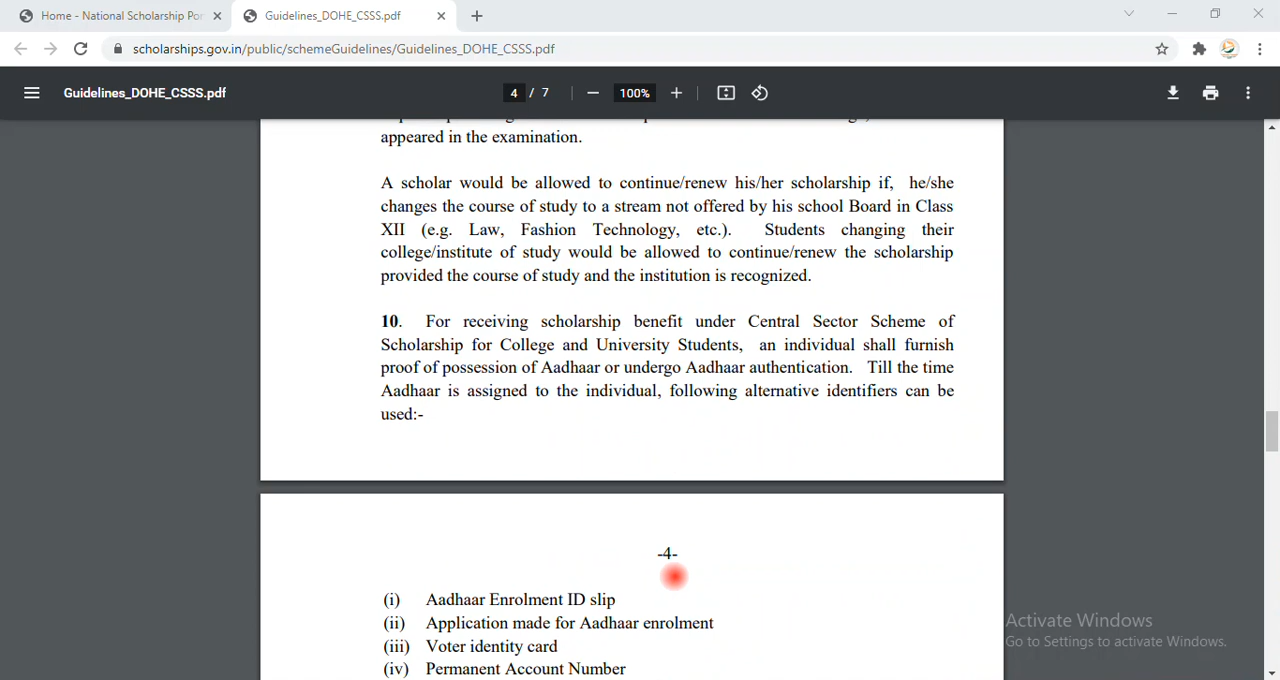 Home - National Scholarship Por
Guidelines_DOHE_CSSS.pdf
scholarships.gov.in/public/schemeGuidelines/Guidelines_DOHE_CSSS.pdf
Guidelines_DOHE_CSSS.pdf
4 / 7
100%
appeared in the examination.
A scholar would be allowed to continue/renew his/her scholarship if, he/she
changes the course of study to a stream not offered by his school Board in Class
XII (e.g. Law, Fashion Technology, etc.). Students changing their
college/institute of study would be allowed to continue/renew the scholarship
provided the course of study and the institution is recognized.
10. For receiving scholarship benefit under Central Sector Scheme of
Scholarship for College and University Students, an individual shall furnish
proof of possession of Aadhaar or undergo Aadhaar authentication. Till the time
Aadhaar is assigned to the individual, following alternative identifiers can be
used:-
-4-
(i) Aadhaar Enrolment ID slip
(ii) Application made for Aadhaar enrolment
(iii) Voter identity card
(iv) Permanent Account Number
Activate Windows
Go to Settings to activate Windows.